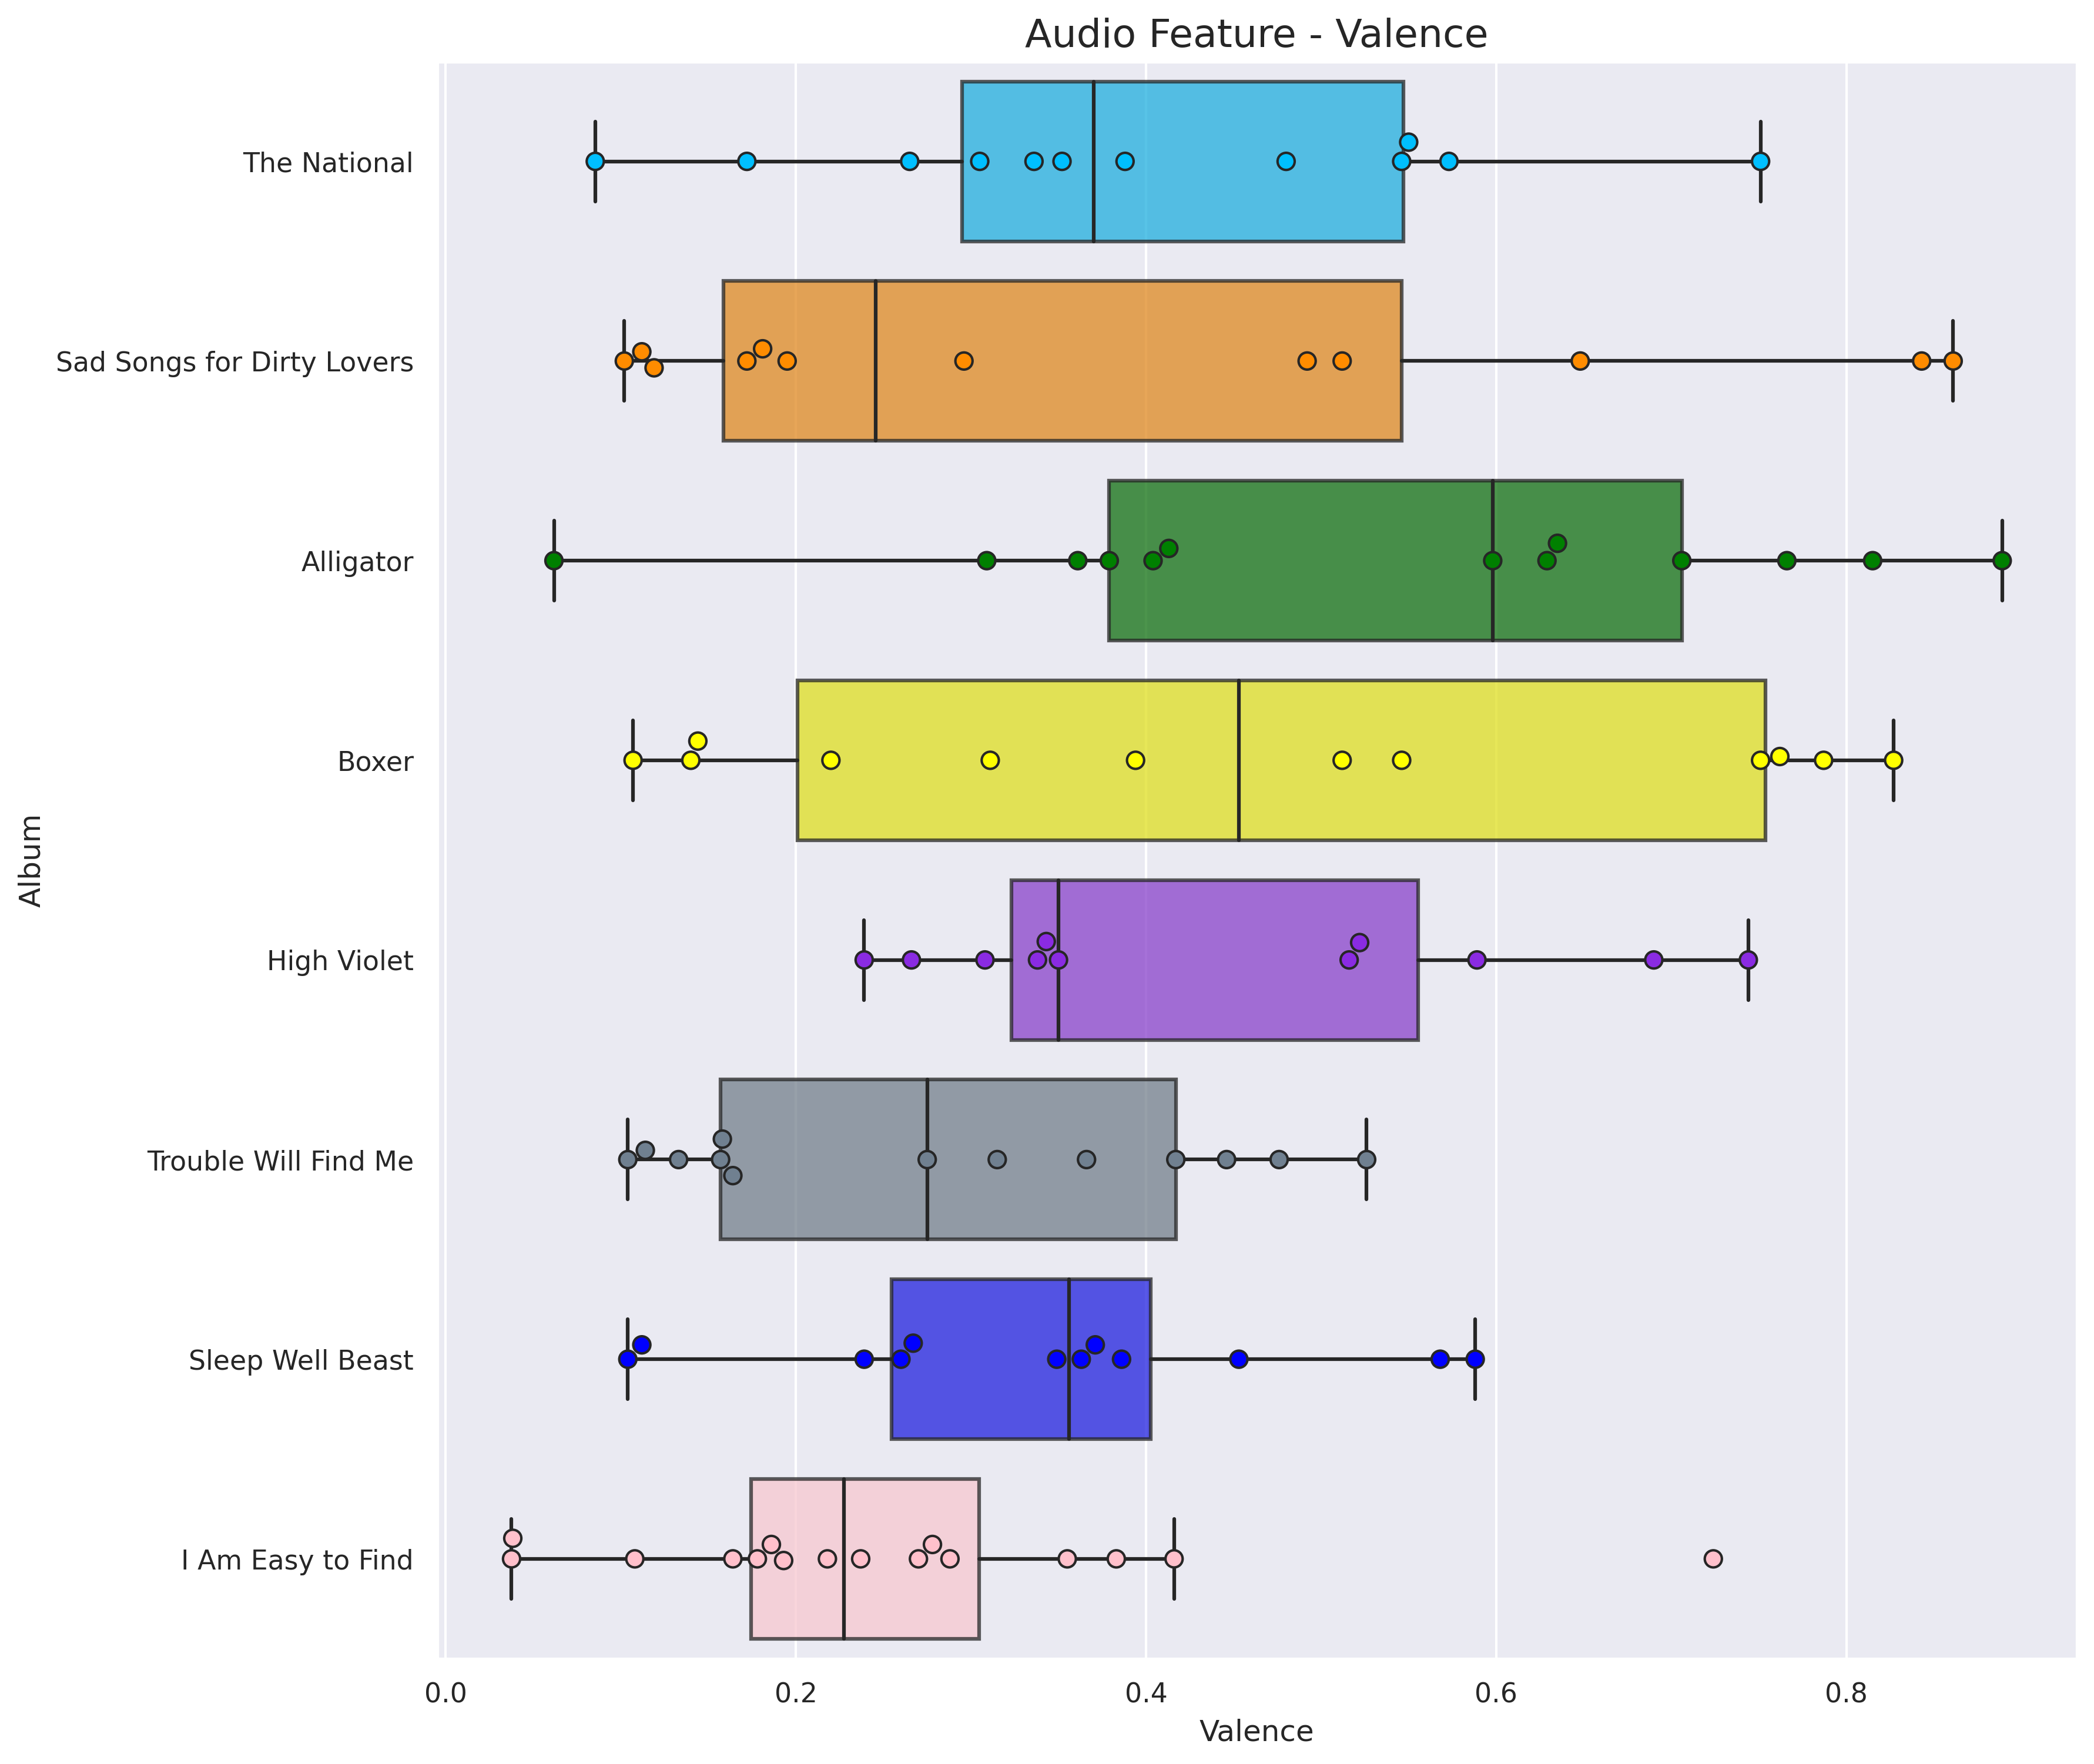 Audio Feature - Valence
The National
Sad Songs for Dirty Lovers
Alligator
Boxer
High Violet
Trouble Will Find Me
Sleep Well Beast
I Am Easy to Find
Album
0.0 0.2 0.4 0.6 0.8
Valence